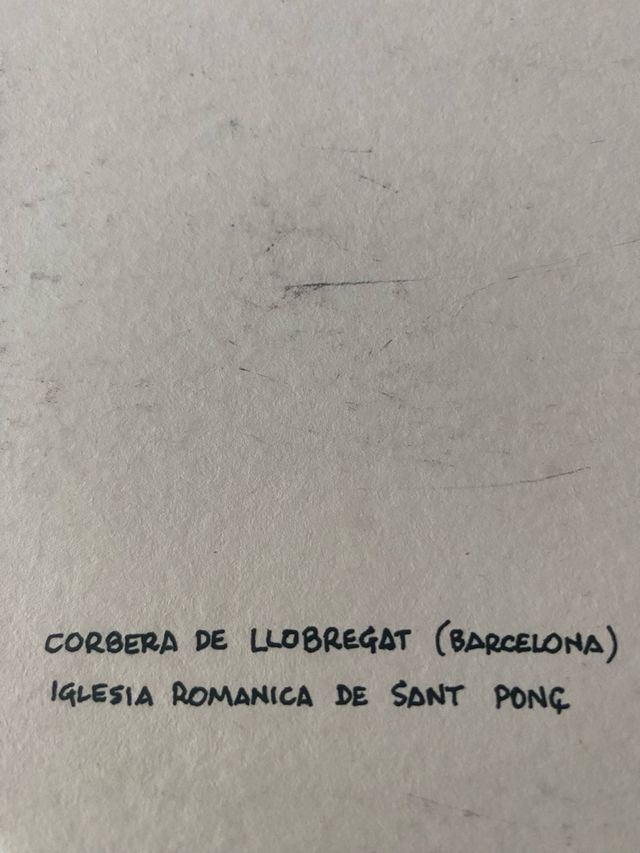 CORBERA DE LLOBREGAT (BARCELONA)
IGLESIA ROMANICA DE SANT PONÇ